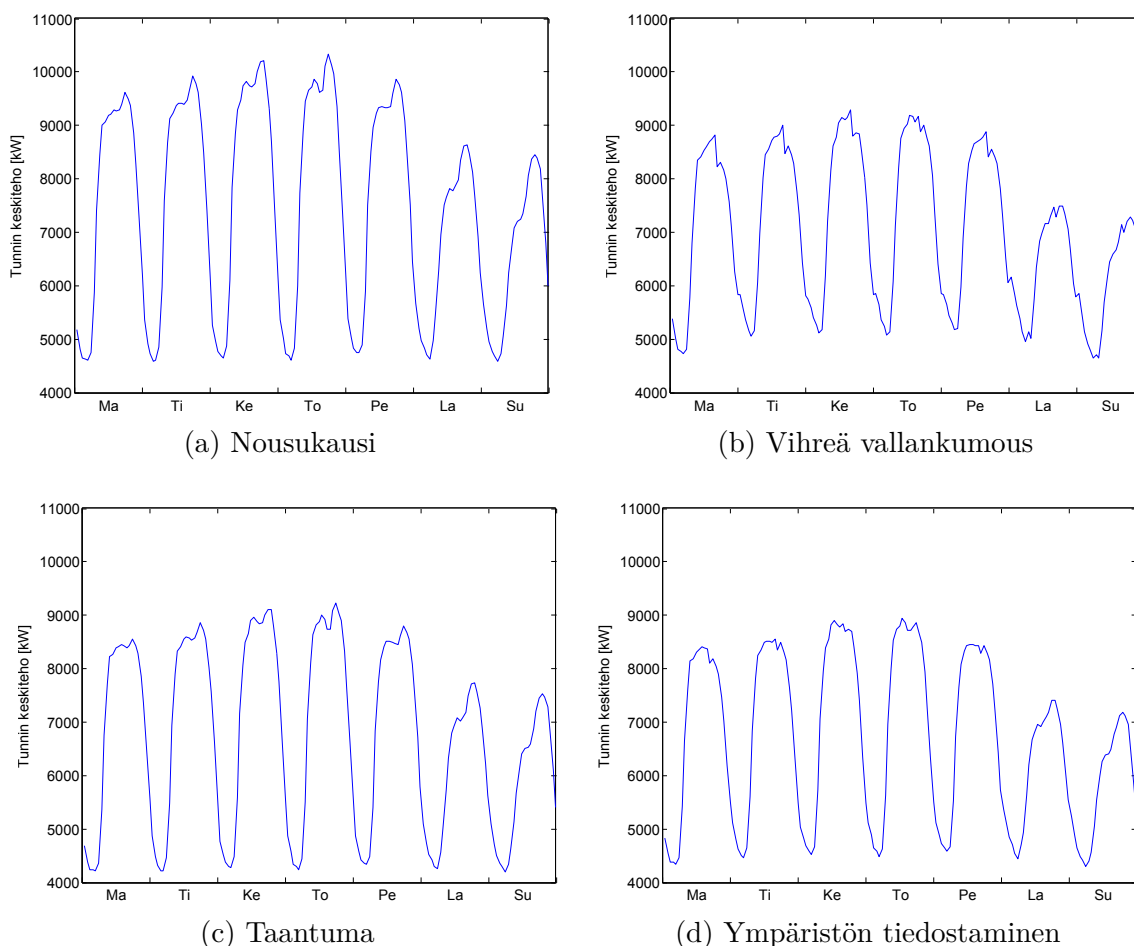 11000
10000
9000
8000
7000
6000
5000
4000
Tunnin keskiteho [kW]
Ma Ti Ke To Pe La Su
(a) Nousukausi
11000
10000
9000
8000
7000
6000
5000
4000
Tunnin keskiteho [kW]
Ma Ti Ke To Pe La Su
(b) Vihreä vallankumous
11000
10000
9000
8000
7000
6000
5000
4000
Tunnin keskiteho [kW]
Ma Ti Ke To Pe La Su
(c) Taantuma
11000
10000
9000
8000
7000
6000
5000
4000
Tunnin keskiteho [kW]
Ma Ti Ke To Pe La Su
(d) Ympäristön tiedostaminen